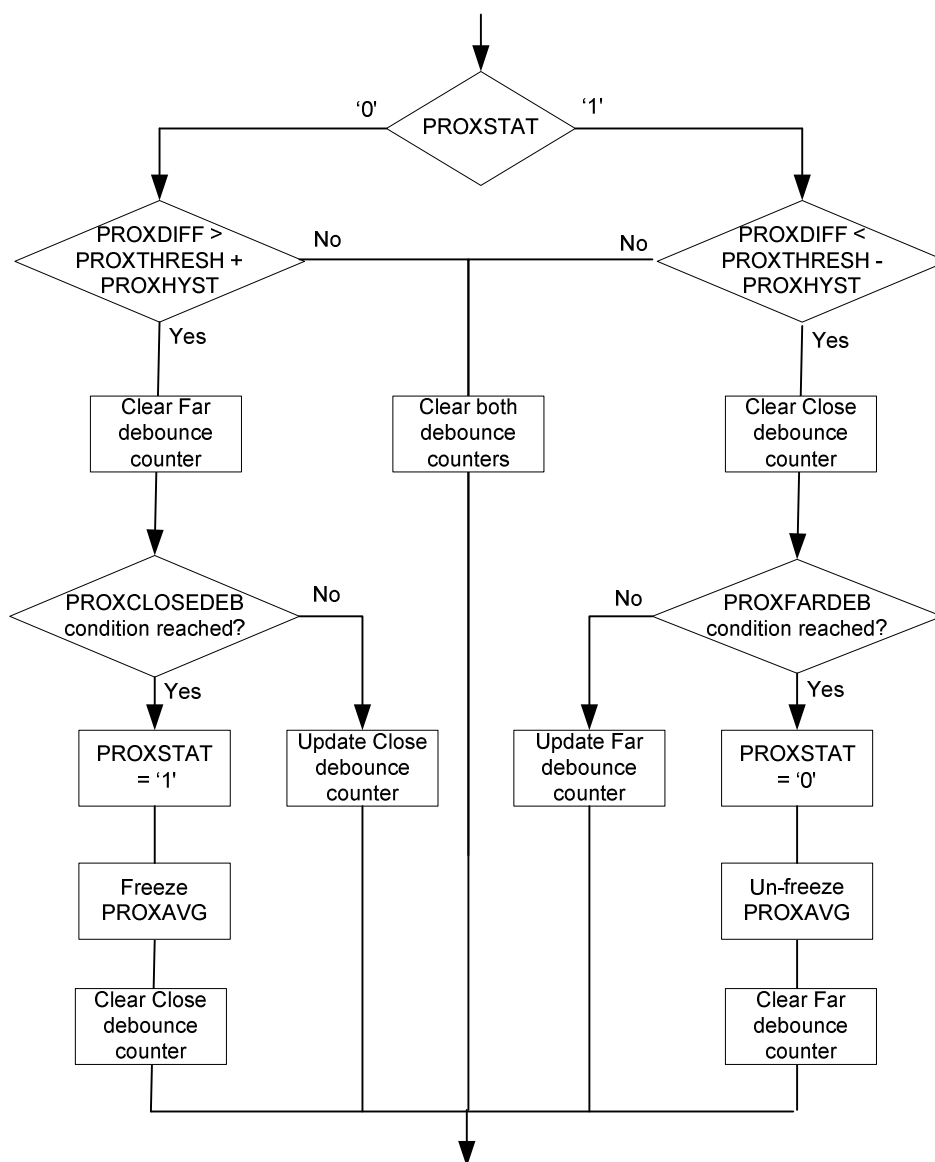 ‘0’
‘1’
PROXSTAT
PROXDIFF >
PROXTHRESH +
PROXHYST
No
No
PROXDIFF <
PROXTHRESH -
PROXHYST
Yes
Yes
Clear Far
debounce
counter
Clear both
debounce
counters
Clear Close
debounce
counter
PROXCLOSEDEB
condition reached?
No
No
PROXFARDEB
condition reached?
Yes
Yes
PROXSTAT
= ‘1’
Update Close
debounce
counter
Update Far
debounce
counter
PROXSTAT
= ‘0’
Freeze
PROXAVG
Un-freeze
PROXAVG
Clear Close
debounce
counter
Clear Far
debounce
counter